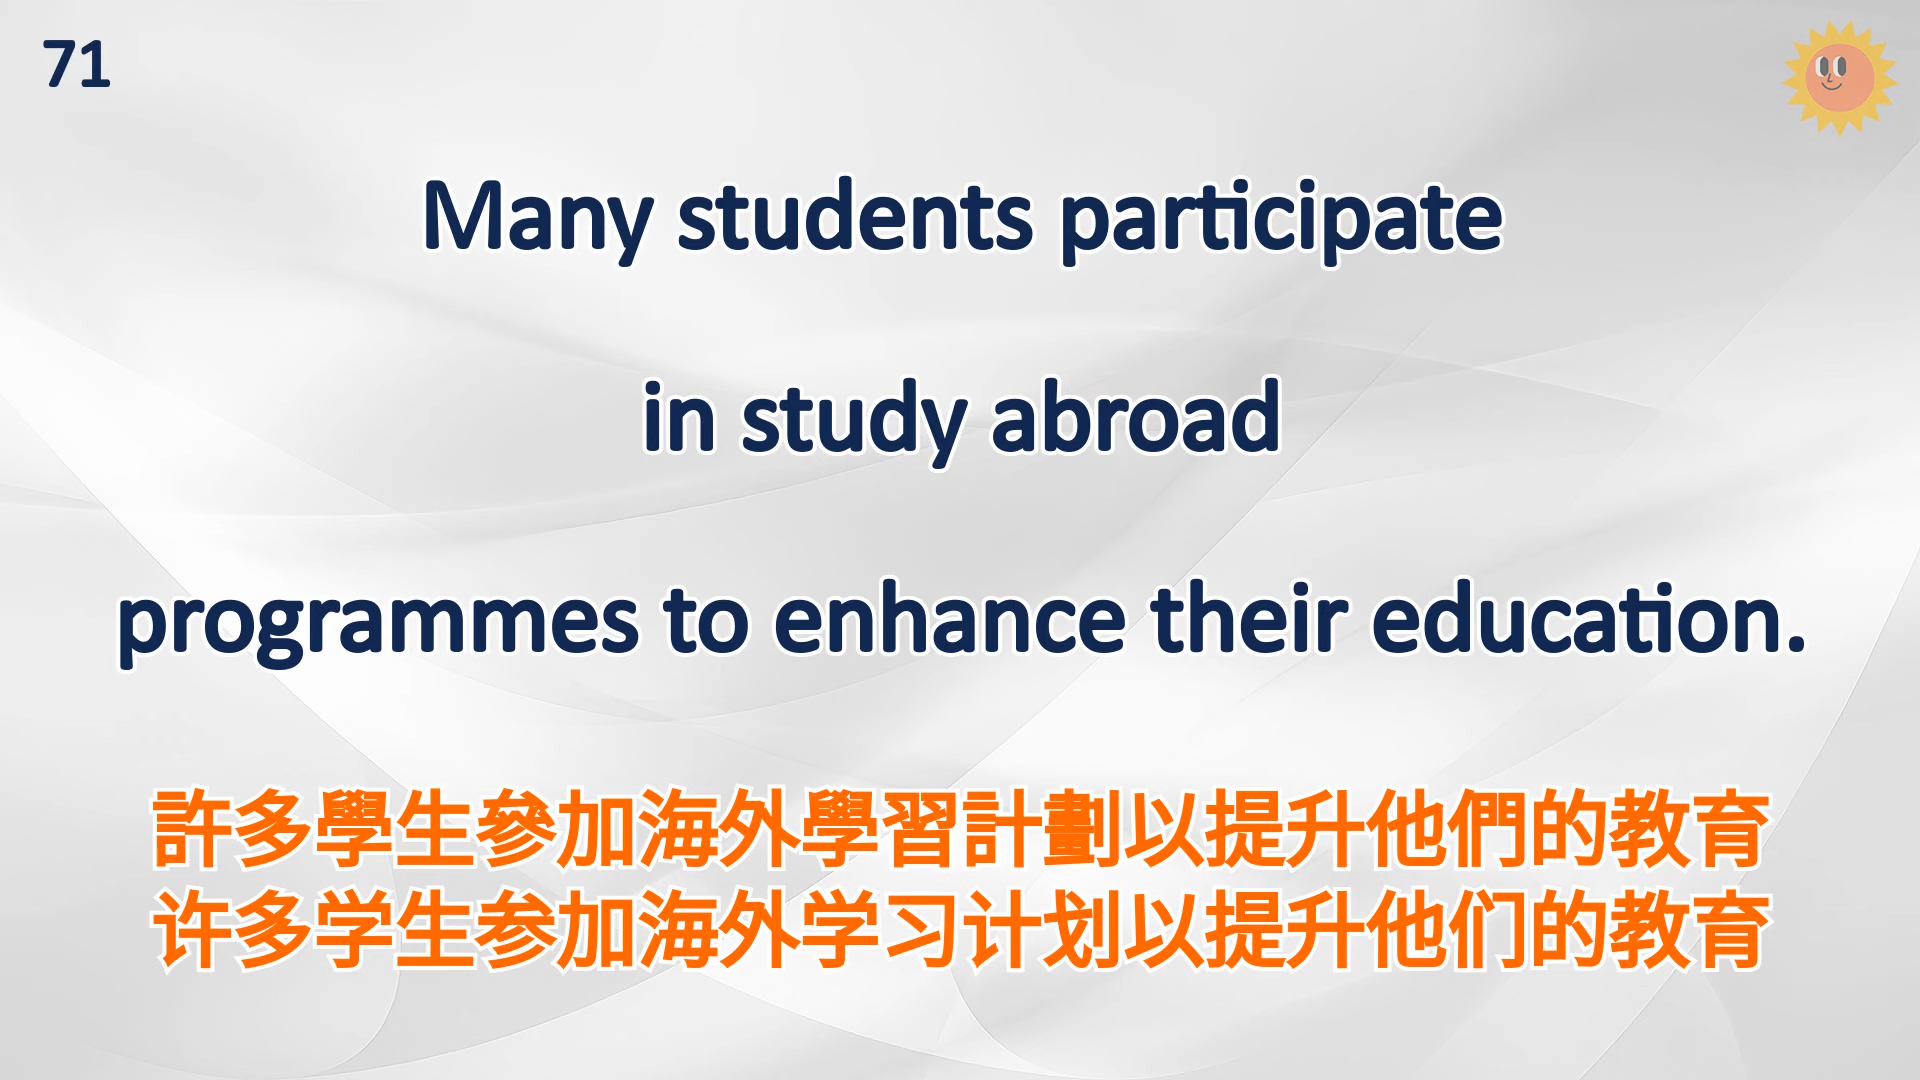 71
Many students participate
in study abroad
programmes to enhance their education.
許多學生參加海外學習計劃以提升他們的教育
许多学生参加海外学习计划以提升他们的教育